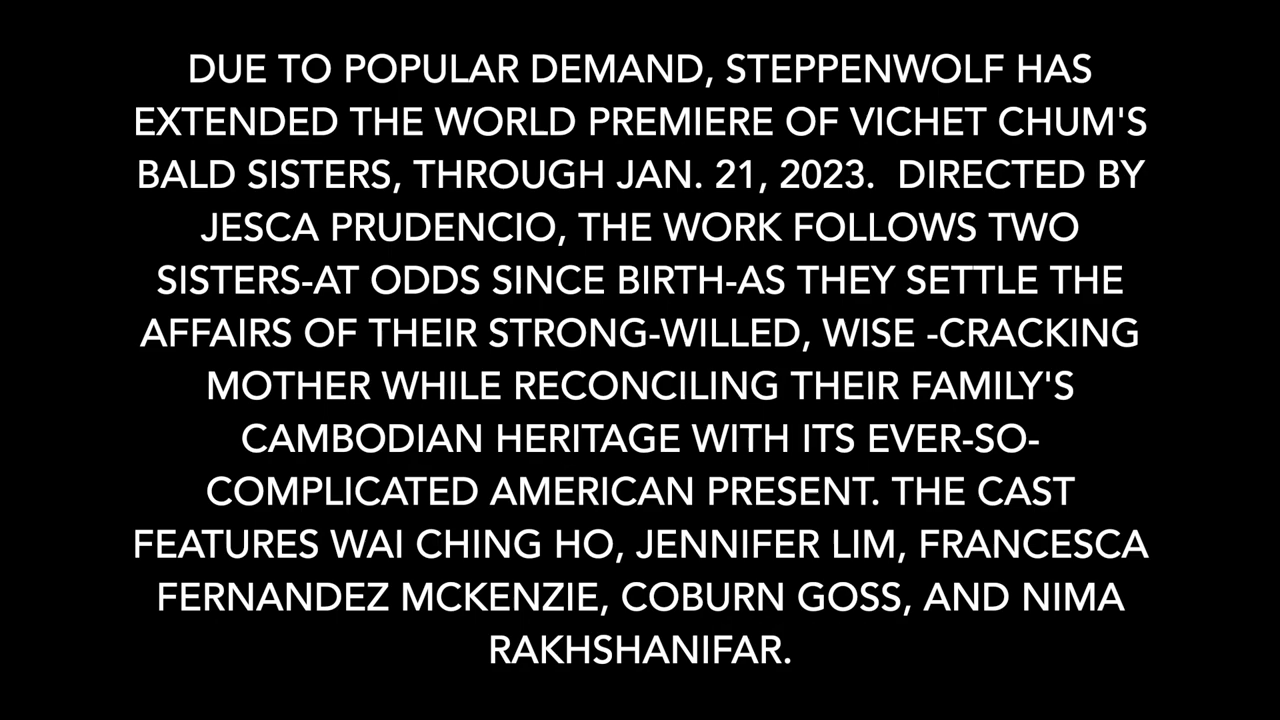 DUE TO POPULAR DEMAND, STEPPENWOLF HAS
EXTENDED THE WORLD PREMIERE OF VICHET CHUM'S
BALD SISTERS, THROUGH JAN. 21, 2023.  DIRECTED BY
JESCA PRUDENCIO, THE WORK FOLLOWS TWO
SISTERS-AT ODDS SINCE BIRTH-AS THEY SETTLE THE
AFFAIRS OF THEIR STRONG-WILLED, WISE -CRACKING
MOTHER WHILE RECONCILING THEIR FAMILY'S
CAMBODIAN HERITAGE WITH ITS EVER-SO-
COMPLICATED AMERICAN PRESENT. THE CAST
FEATURES WAI CHING HO, JENNIFER LIM, FRANCESCA
FERNANDEZ MCKENZIE, COBURN GOSS, AND NIMA
RAKHSHANIFAR.